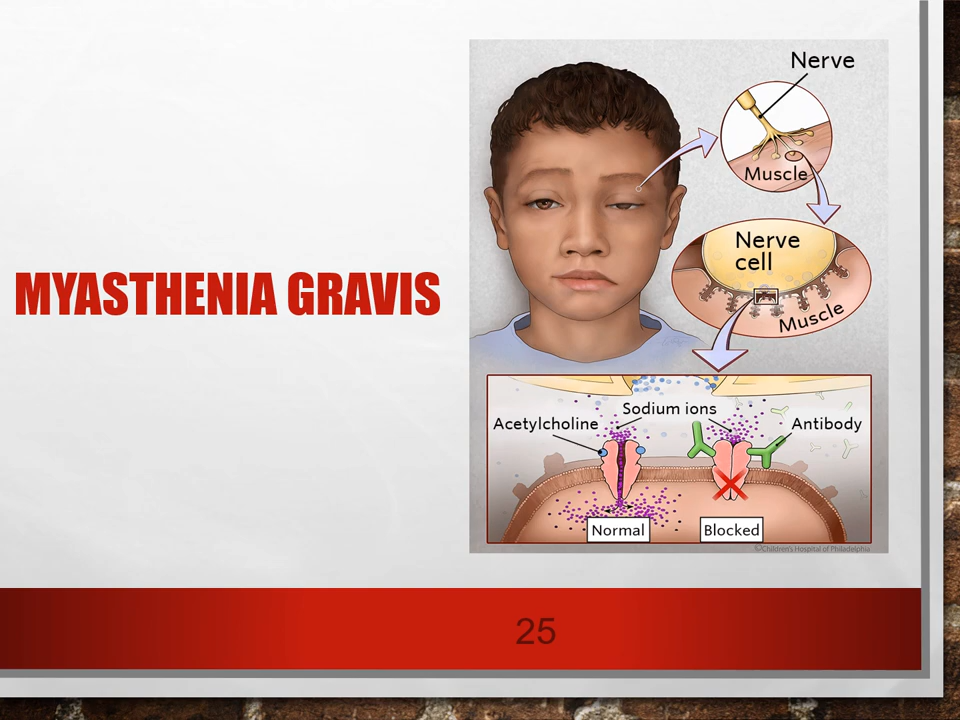 MYASTHENIA GRAVIS
Nerve
Muscle
Nerve
cell
Muscle
Sodium ions
Acetylcholine
Antibody
Normal
Blocked
©Children's Hospital of Philadelphia
25